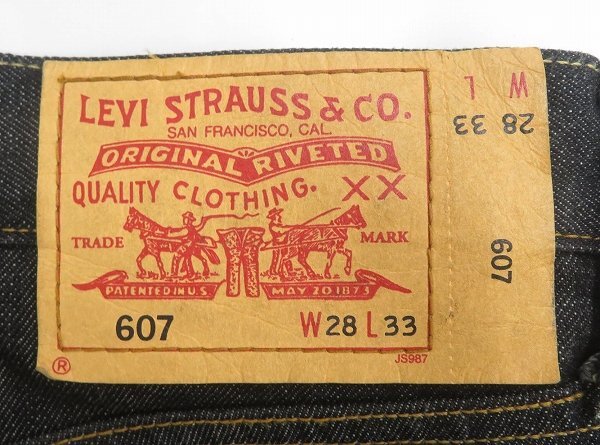 LEVI STRAUSS & CO.
SAN FRANCISCO, CAL.
ORIGINAL RIVETED
QUALITY CLOTHING. XX
TRADE MARK
PATENTED IN U.S. MAY 20 1873
607 W28 L33
® JS987
W L
28 33
607